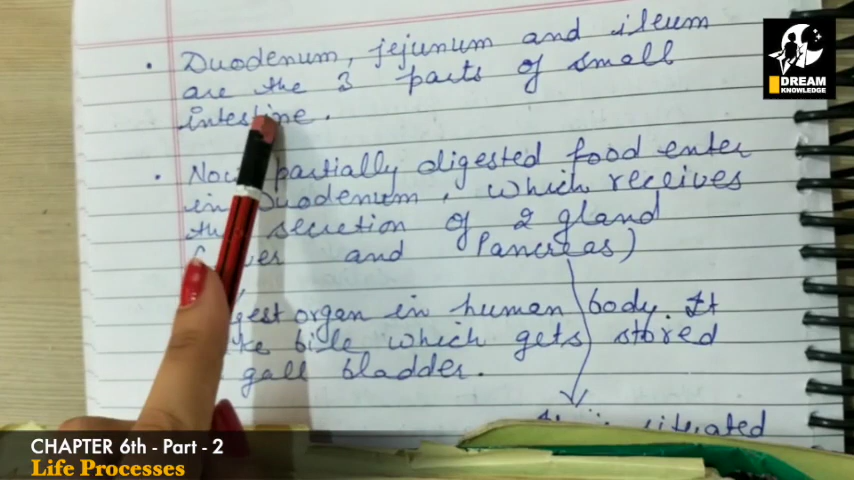 • Duodenum, jejunum and ileum
are the 3 parts of small
intestine.
• Now partially digested food enter
in Duodenum, which receives
the secretion of 2 gland
and Pancreas)
gest organ in human body. It
bile which gets stored
gall bladder.
situated
DREAM
KNOWLEDGE
CHAPTER 6th - Part - 2
Life Processes